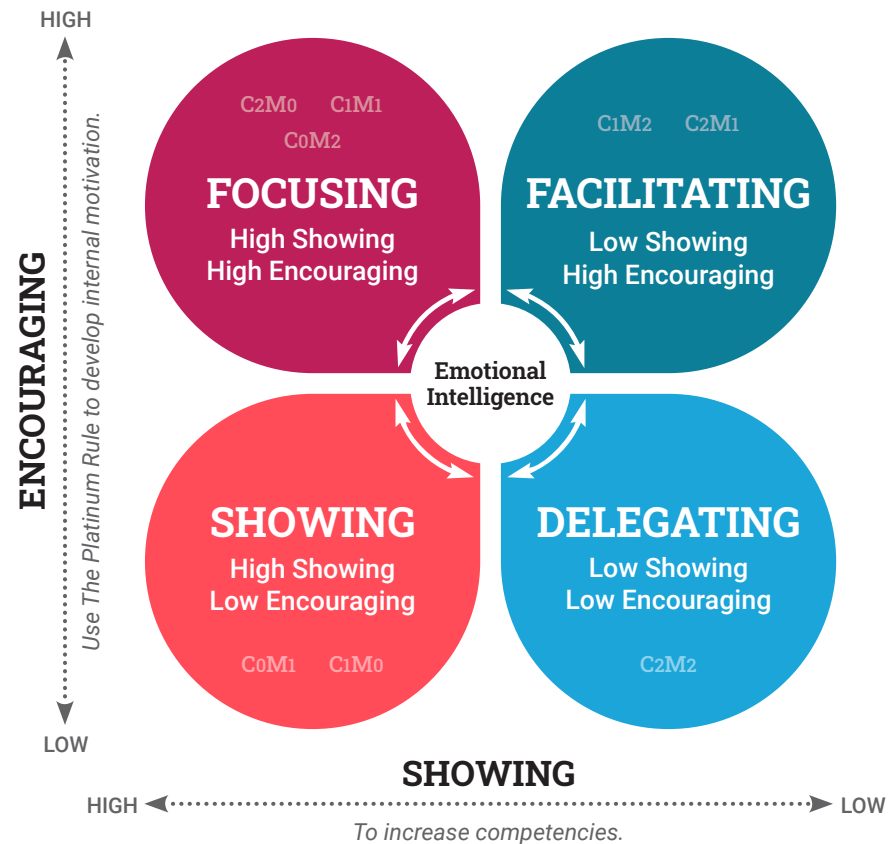 HIGH
ENCOURAGING
Use The Platinum Rule to develop internal motivation.
LOW
C2M0 C1M1
C0M2
FOCUSING
High Showing
High Encouraging
C1M2 C2M1
FACILITATING
Low Showing
High Encouraging
Emotional
Intelligence
SHOWING
High Showing
Low Encouraging
C0M1 C1M0
DELEGATING
Low Showing
Low Encouraging
C2M2
SHOWING
HIGH
LOW
To increase competencies.